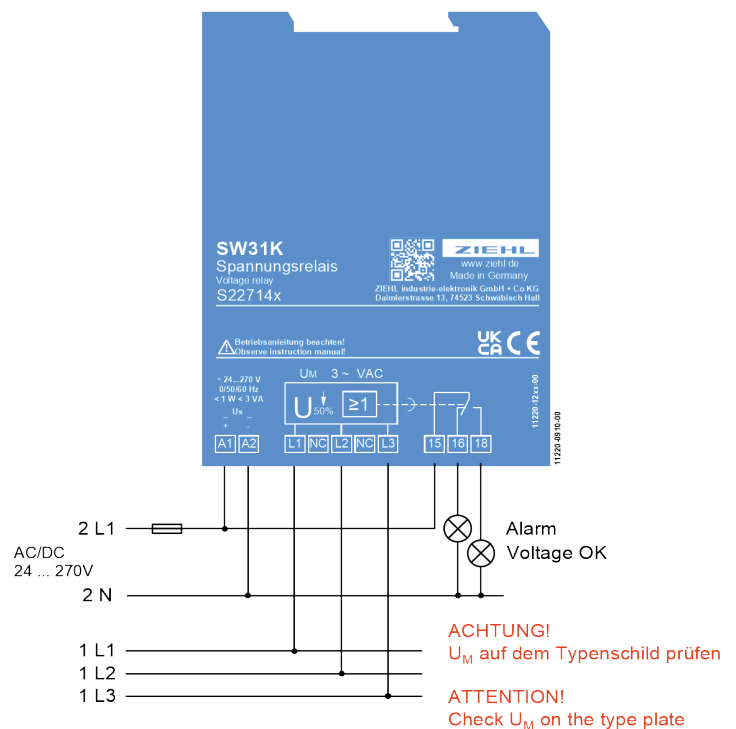 SW31K
Spannungsrelais
Voltage relay
S22714x
ZIEHL
www.ziehl.de
Made in Germany
ZIEHL industrie-elektronik GmbH + Co KG
Daimlerstrasse 13, 74523 Schwäbisch Hall
Betriebsanleitung beachten!
Observe instruction manual!
UK
CA CE
= 24...270 V
0/50/60 Hz
< 1 W < 3 VA
Us
~ ~
+ -
UM 3 ~ VAC
U 50% ≥1
A1 A2 L1 NC L2 NC L3 15 16 18
11220-12xx-00
11220-0910-00
2 L1
Alarm
Voltage OK
AC/DC
24 ... 270V
2 N
1 L1
1 L2
1 L3
ACHTUNG!
UM auf dem Typenschild prüfen
ATTENTION!
Check UM on the type plate